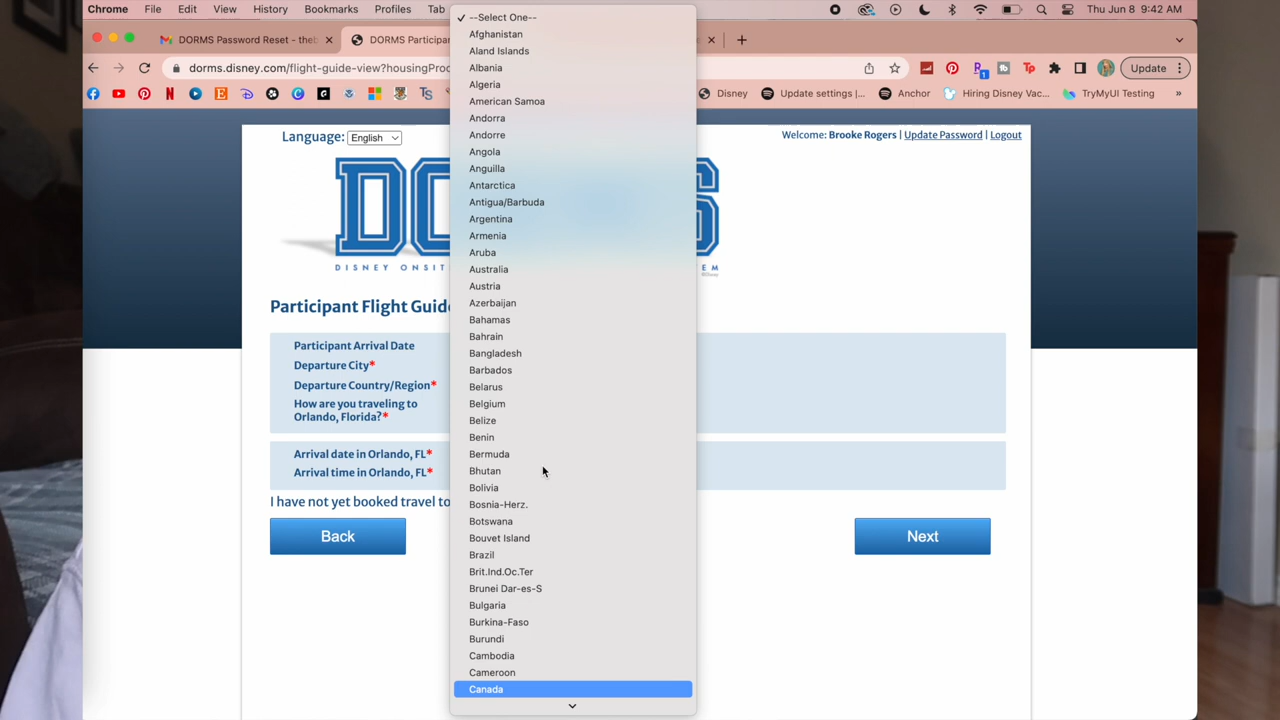 Chrome File Edit View History Bookmarks Profiles Tab Thu Jun 8 9:42 AM
DORMS Password Reset - thel DORMS Participa
dorms.disney.com/flight-guide-view?housingProc Update
Disney Update settings |... Anchor Hiring Disney Vac... TryMyUI Testing »
Language: English Welcome: Brooke Rogers | Update Password | Logout
DISNEY ONSIT EM
Participant Flight Guid
Participant Arrival Date
Departure City*
Departure Country/Region*
How are you traveling to
Orlando, Florida?*
Arrival date in Orlando, FL*
Arrival time in Orlando, FL*
I have not yet booked travel to
Back Next
✓ --Select One--
Afghanistan
Aland Islands
Albania
Algeria
American Samoa
Andorra
Andorre
Angola
Anguilla
Antarctica
Antigua/Barbuda
Argentina
Armenia
Aruba
Australia
Austria
Azerbaijan
Bahamas
Bahrain
Bangladesh
Barbados
Belarus
Belgium
Belize
Benin
Bermuda
Bhutan
Bolivia
Bosnia-Herz.
Botswana
Bouvet Island
Brazil
Brit.Ind.Oc.Ter
Brunei Dar-es-S
Bulgaria
Burkina-Faso
Burundi
Cambodia
Cameroon
Canada